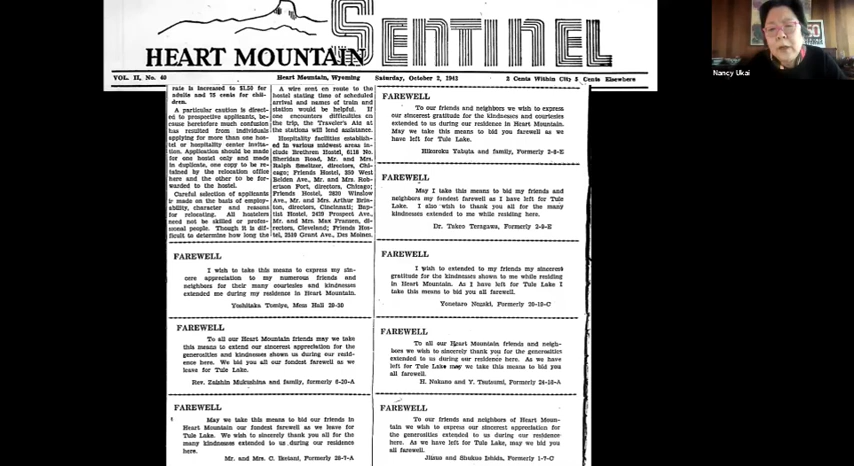 HEART MOUNTAIN SENTINEL
VOL. II, No. 40 Heart Mountain, Wyoming Saturday, October 2, 1943 2 Cents Within City 5 Cents Elsewhere
rate is increased to $1.50 for
adults and 75 cents for chil-
dren.
A particular caution is direct-
ed to prospective applicants, be-
cause heretofore much confusion
has resulted from individuals
applying for more than one hos-
tel or hospitality center invita-
tion. Application should be made
for one hostel only and made
in duplicate, one copy to be re-
tained by the relocation office
here and the other to be for-
warded to the hostel.
Careful selection of applicants
is made on the basis of employ-
ability, character and reasons
for relocating. All hostelers
need not be skilled or profes-
sional people. Though it is dif-
ficult to determine how long the
A wire sent en route to the
hostel stating time of scheduled
arrival and names of train and
station would be helpful. If
one encounters difficulties on
the trip, the Traveler's Aid at
the stations will lend assistance.
Hospitality facilities establish-
ed in various midwest areas in-
clude Brethren Hostel, 6118 No.
Sheridan Road, Mr. and Mrs.
Ralph Smeltzer, directors, Chi-
cago; Friends Hostel, 350 West
Belden Ave., Mr. and Mrs. Rob-
ertson Fort, directors, Chicago;
Friends Hostel, 2820 Winslow
Ave., Mr. and Mrs. Arthur Brin-
ton, directors, Cincinnati; Bap-
tist Hostel, 2429 Prospect Ave.,
Mr. and Mrs. Max Franzen, di-
rectors, Cleveland; Friends Hos-
tel, 2539 Grant Ave., Des Moines.
FAREWELL
I wish to take this means to express my sin-
cere appreciation to my numerous friends and
neighbors for their many courtesies and kindnesses
extended me during my residence in Heart Mountain.
Yoshitaka Tomiye, Mess Hall 29-30
FAREWELL
To all our Heart Mountain friends may we take
this means to extend our sincerest appreciation for the
generosities and kindnesses shown us during our resid-
ence here. We bid you all our fondest farewell as we
leave for Tule Lake.
Rev. Zaishin Mukushina and family, formerly 6-20-A
FAREWELL
May we take this means to bid our friends in
Heart Mountain our fondest farewell as we leave for
Tule Lake. We wish to sincerely thank you all for the
many kindnesses extended to us during our residence
here.
Mr. and Mrs. C. Formerly 28-7-A
FAREWELL
To our friends and neighbors we wish to express
our sincerest gratitude for the kindnesses and courtesies
extended to us during our residence in Heart Mountain.
May we take this means to bid you farewell as we
have left for Tule Lake.
Hikoroku Yabuta and family, Formerly
FAREWELL
May I take this means to bid my friends and
neighbors my fondest farewell as I have left for Tule
Lake. I also wish to thank you all for the many
kindnesses extended to me while residing here.
Dr. Takeo Teragawa, Formerly 2-9-E
FAREWELL
I wish to extended to my friends my sincerest
gratitude for the kindnesses shown to me while residing
in Heart Mountain. As I have left for Tule Lake I
take this means to bid you all farewell.
Yonetaro Nozaki, Formerly 20-19-C
FAREWELL
To all our Heart Mountain friends and neigh-
bors we wish to sincerely thank you for the generosities
extended to us during our residence here. As we have
left for Tule Lake may we take this means to bid you
all farewell.
H. Nakano and Y. Tsutsumi, Formerly 24-18-A
FAREWELL
To our friends and neighbors of Heart Moun-
tain we wish to express our sincerest appreciation for
the generosities extended to us during our residence
here. As we have left for Tule Lake, may we bid you
all farewell.
Jitsuo and Shukuo Ishida, Formerly 1-7-C
Nancy Ukai